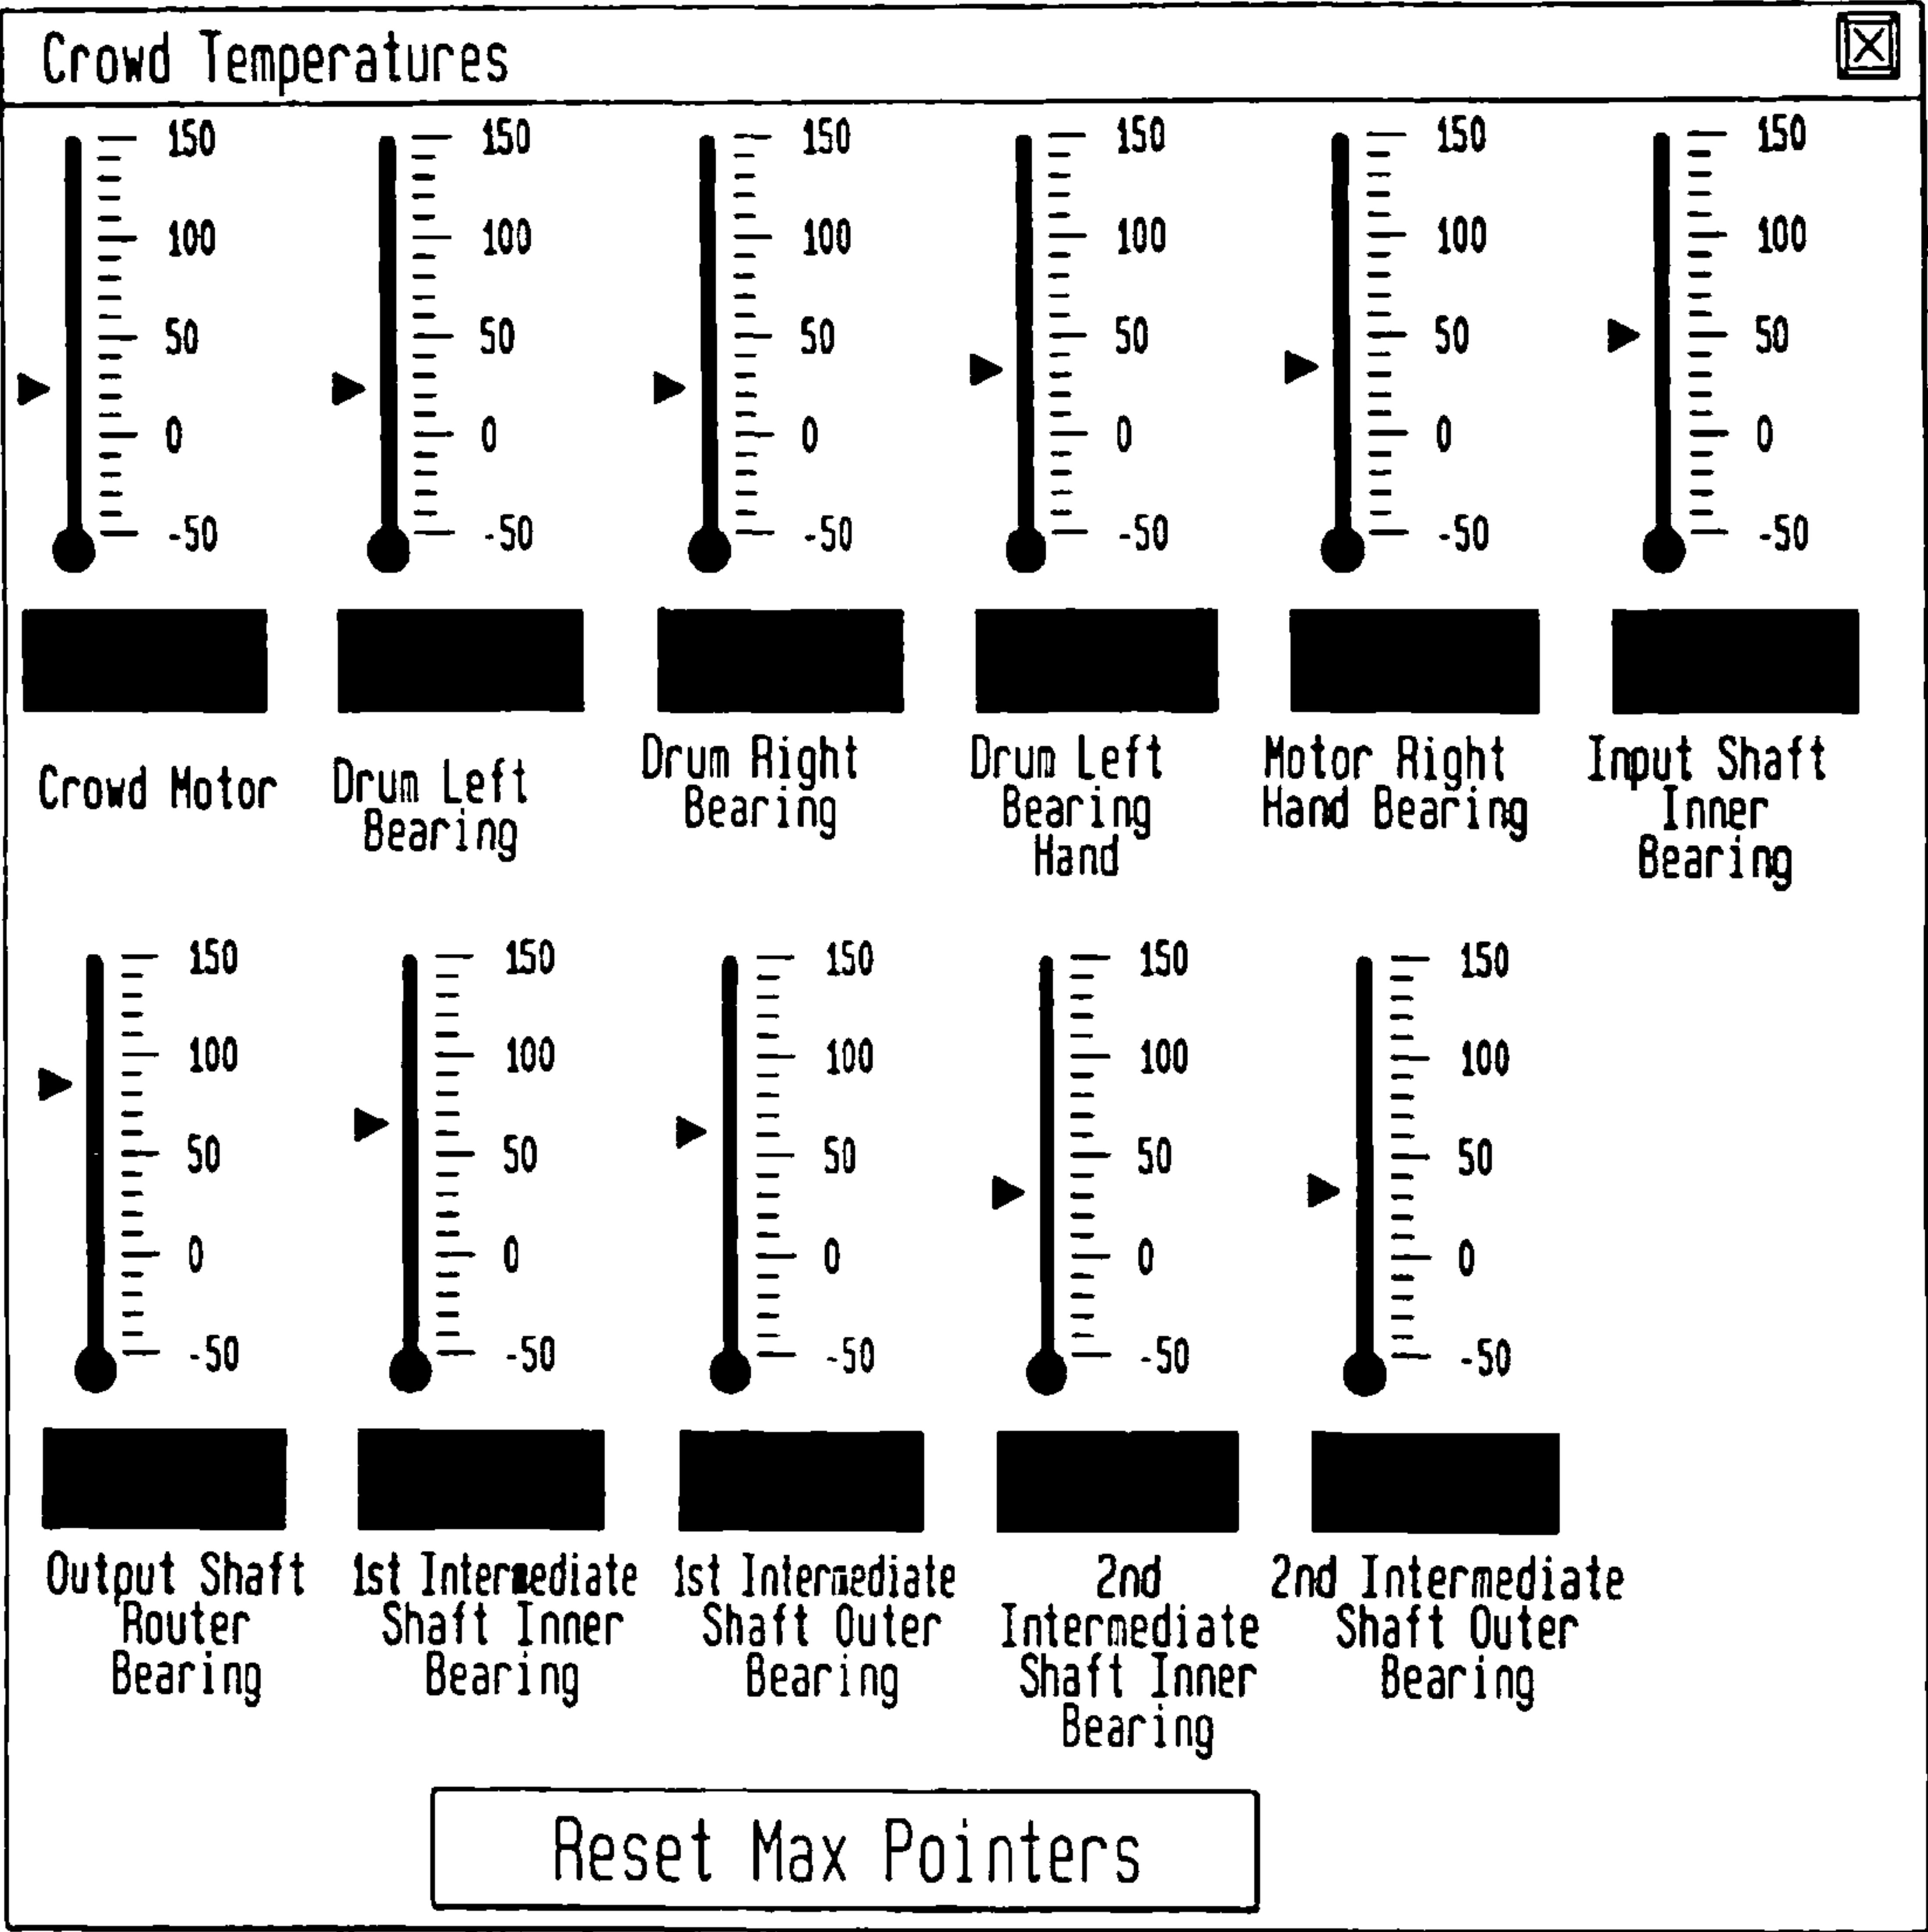 Crowd Temperatures
150 150 150 150 150 150
100 100 100 100 100 100
50 50 50 50 50 50
0 0 0 0 0 0
-50 -50 -50 -50 -50 -50
Crowd Motor
Drum Left
Bearing
Drum Right
Bearing
Drum Left
Bearing
Hand
Motor Right
Hand Bearing
Input Shaft
Inner
Bearing
150 150 150 150 150
100 100 100 100 100
50 50 50 50 50
0 0 0 0 0
-50 -50 -50 -50 -50
Output Shaft
Router
Bearing
1st Intermediate
Shaft Inner
Bearing
1st Intermediate
Shaft Outer
Bearing
2nd
Intermediate
Shaft Inner
Bearing
2nd Intermediate
Shaft Outer
Bearing
Reset Max Pointers